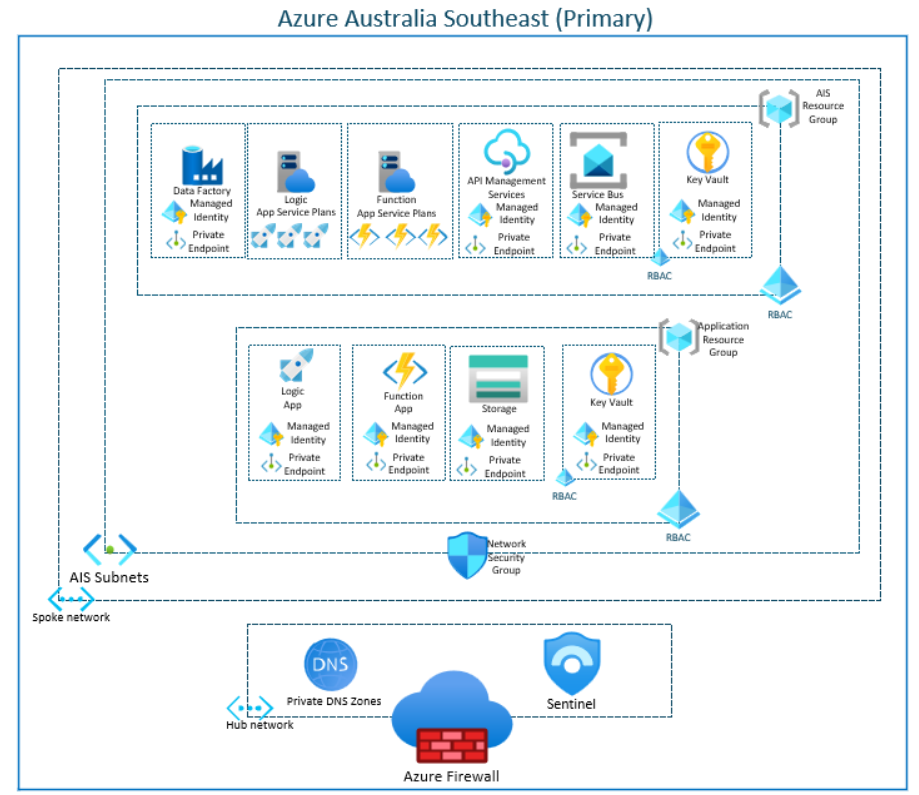 Azure Australia Southeast (Primary)
AIS
Resource
Group
Data Factory
Managed
Identity
Private
Endpoint
Logic
App Service Plans
Function
App Service Plans
API Management
Services
Managed
Identity
Private
Endpoint
Service Bus
Managed
Identity
Private
Endpoint
Key Vault
Managed
Identity
Private
Endpoint
RBAC
RBAC
Application
Resource
Group
Logic
App
Managed
Identity
Private
Endpoint
Function
App
Managed
Identity
Private
Endpoint
Storage
Managed
Identity
Private
Endpoint
Key Vault
Managed
Identity
Private
Endpoint
RBAC
RBAC
Network
Security
Group
AIS Subnets
Spoke network
DNS
Private DNS Zones
Sentinel
Hub network
Azure Firewall